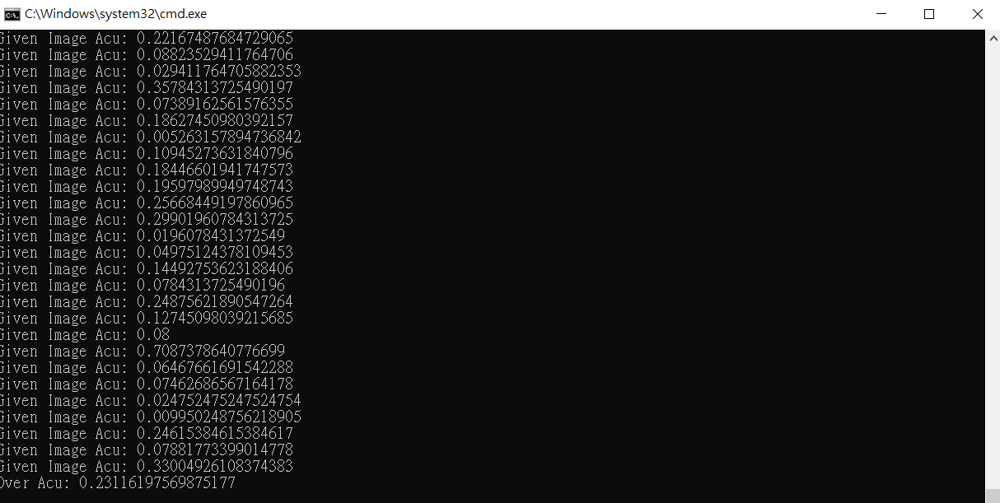 C:\Windows\system32\cmd.exe
Given Image Acu: 0.22167487684729065
Given Image Acu: 0.08823529411764706
Given Image Acu: 0.029411764705882353
Given Image Acu: 0.35784313725490197
Given Image Acu: 0.07389162561576355
Given Image Acu: 0.18627450980392157
Given Image Acu: 0.005263157894736842
Given Image Acu: 0.10945273631840796
Given Image Acu: 0.18446601941747573
Given Image Acu: 0.19597989949748743
Given Image Acu: 0.25668449197860965
Given Image Acu: 0.29901960784313725
Given Image Acu: 0.0196078431372549
Given Image Acu: 0.04975124378109453
Given Image Acu: 0.14492753623188406
Given Image Acu: 0.0784313725490196
Given Image Acu: 0.24875621890547264
Given Image Acu: 0.12745098039215685
Given Image Acu: 0.08
Given Image Acu: 0.7087378640776699
Given Image Acu: 0.06467661691542288
Given Image Acu: 0.07462686567164178
Given Image Acu: 0.024752475247524754
Given Image Acu: 0.009950248756218905
Given Image Acu: 0.24615384615384617
Given Image Acu: 0.07881773399014778
Given Image Acu: 0.33004926108374383
Over Acu: 0.23116197569875177